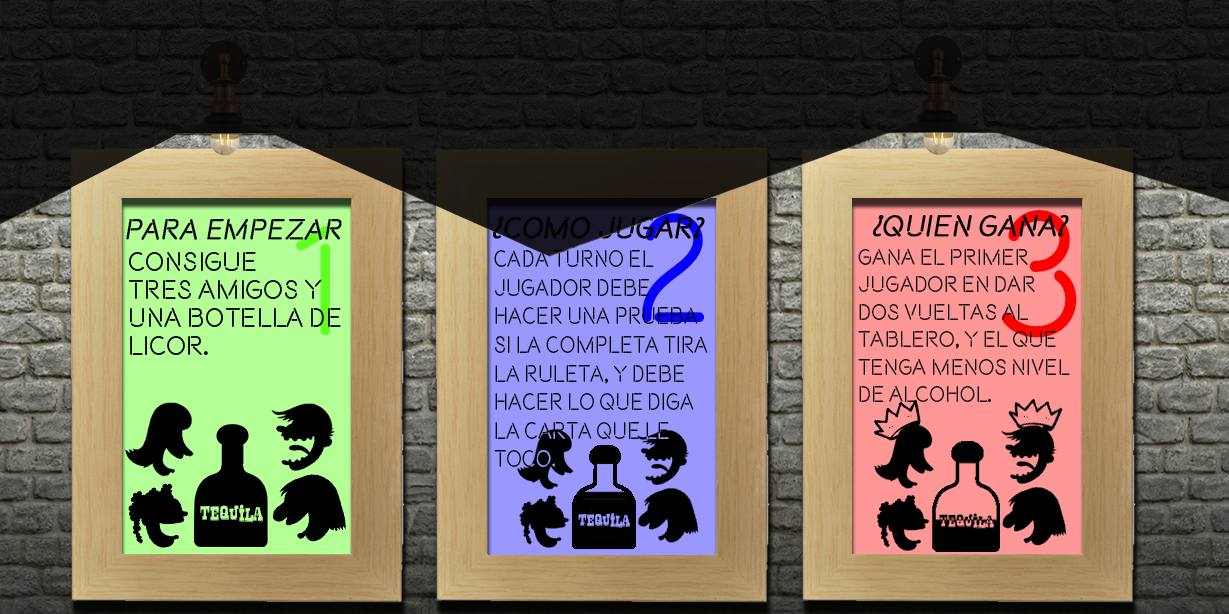 PARA EMPEZAR
1
CONSIGUE
TRES AMIGOS Y
UNA BOTELLA DE
LICOR.
TEQUILA
¿COMO JUGAR?
2
CADA TURNO EL
JUGADOR DEBE
HACER UNA PRUEBA
SI LA COMPLETA TIRA
LA RULETA, Y DEBE
HACER LO QUE DIGA
LA CARTA QUE LE
TOCO.
TEQUILA
¿QUIEN GANA?
3
GANA EL PRIMER
JUGADOR EN DAR
DOS VUELTAS AL
TABLERO, Y EL QUE
TENGA MENOS NIVEL
DE ALCOHOL.
TEQUILA